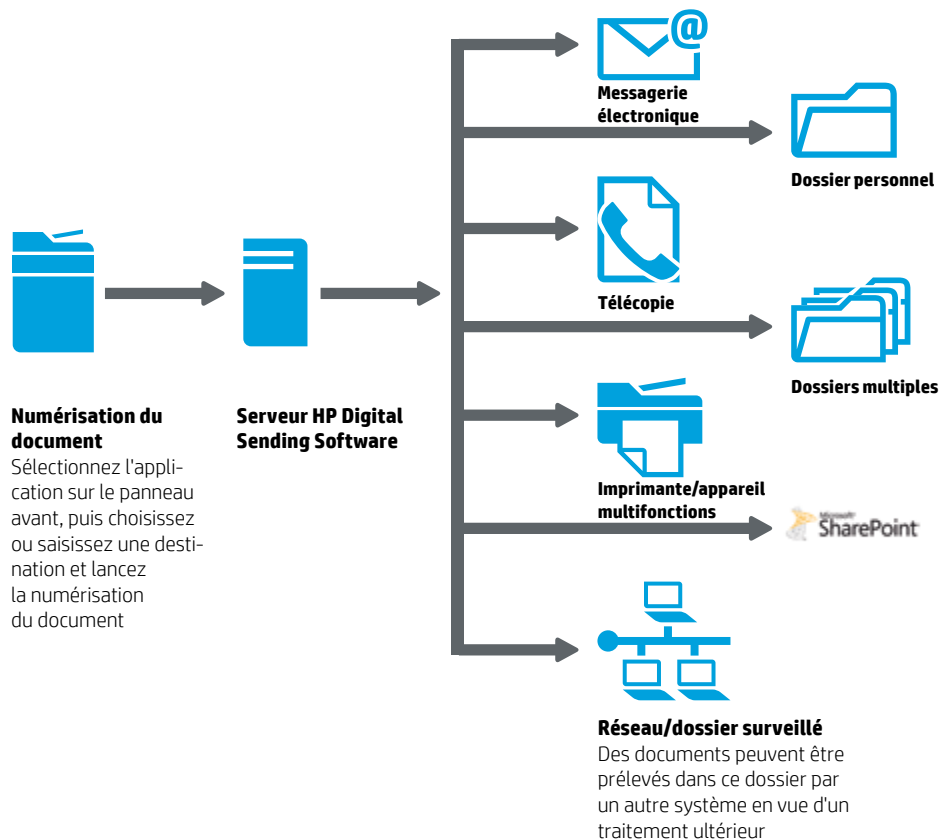 @
Messagerie
électronique
Dossier personnel
Télécopie
Dossiers multiples
Numérisation du
document
Sélectionnez l'appli-
cation sur le panneau
avant, puis choisissez
ou saisissez une desti-
nation et lancez
la numérisation
du document
Serveur HP Digital
Sending Software
Imprimante/appareil
multifonctions
Microsoft
SharePoint
Réseau/dossier surveillé
Des documents peuvent être
prélevés dans ce dossier par
un autre système en vue d'un
traitement ultérieur